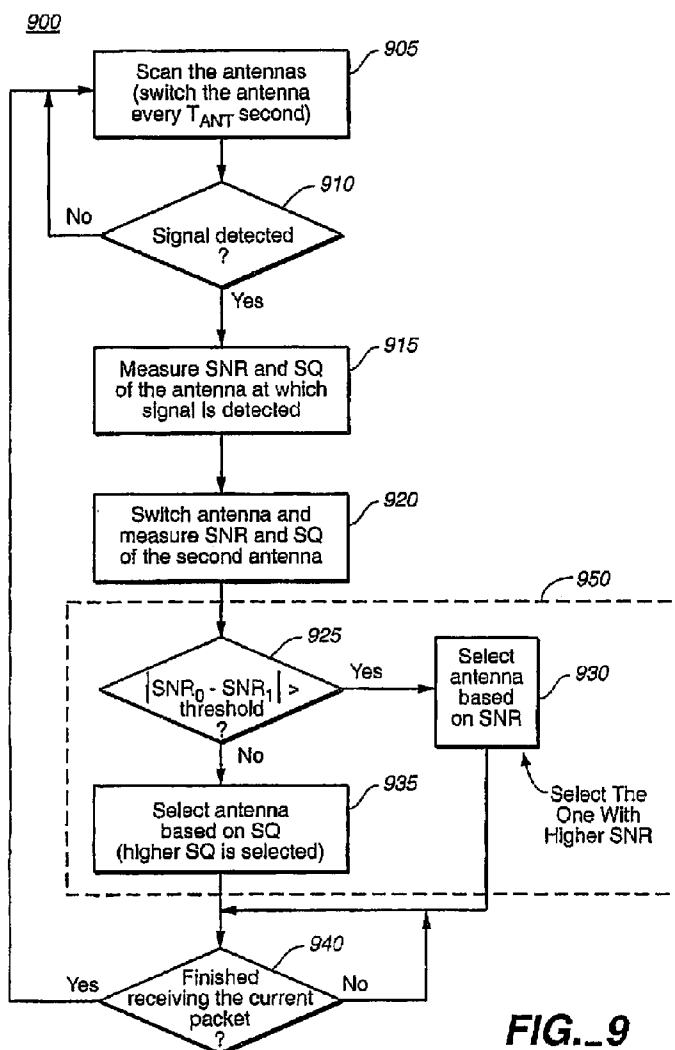 900
905
Scan the antennas
(switch the antenna
every TANT second)
910
No
Signal detected
?
Yes
915
Measure SNR and SQ
of the antenna at which
signal is detected
920
Switch antenna and
measure SNR and SQ
of the second antenna
950
925
|SNR0 - SNR1| >
threshold
?
Yes
Select
antenna
based
on SNR
930
No
Select The
One With
Higher SNR
935
Select antenna
based on SQ
(higher SQ is selected)
940
Yes
Finished
receiving the current
packet
?
No
FIG._9